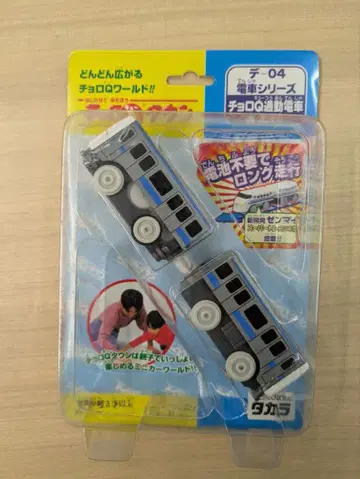 どんどん広がる
チョロQワールド!!
デ-04
電車シリーズ
チョロQ通勤電車
電池不要で
ロング走行
新開発ゼンマイ
搭載!!
チョロQタウンは親子でいっしょに
楽しめるミニカーワールド!!
タカラ